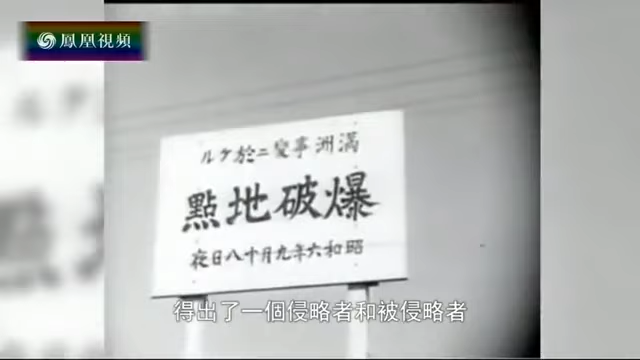 鳳凰視頻
滿洲事變ニ於ケル
爆破地點
昭和六年九月十八日夜
得出了一個侵略者和被侵略者